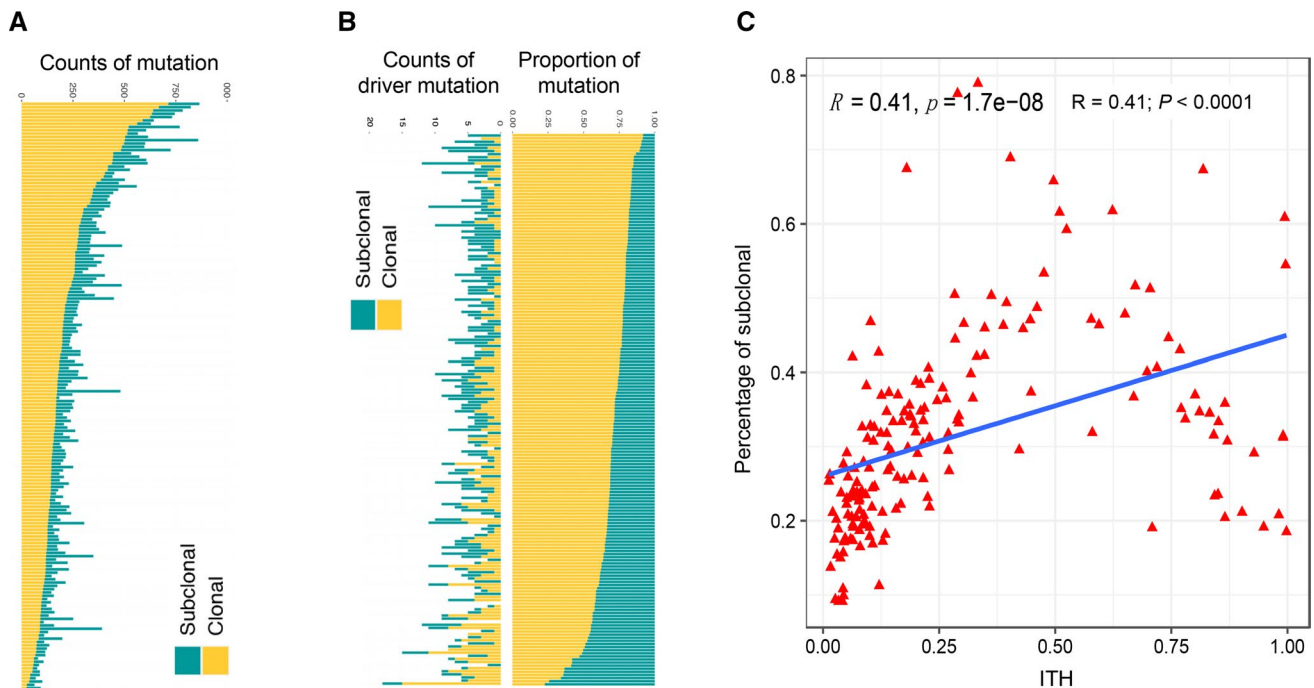 A
Counts of mutation
0
250
500
750
000
Subclonal
Clonal
B
Counts of
driver mutation
Proportion of
mutation
20
15
10
5
0
0.00
0.25
0.50
0.75
1.00
Subclonal
Clonal
C
R = 0.41, p = 1.7e−08
R = 0.41; P < 0.0001
Percentage of subclonal
0.8
0.6
0.4
0.2
0.00
0.25
0.50
0.75
1.00
ITH